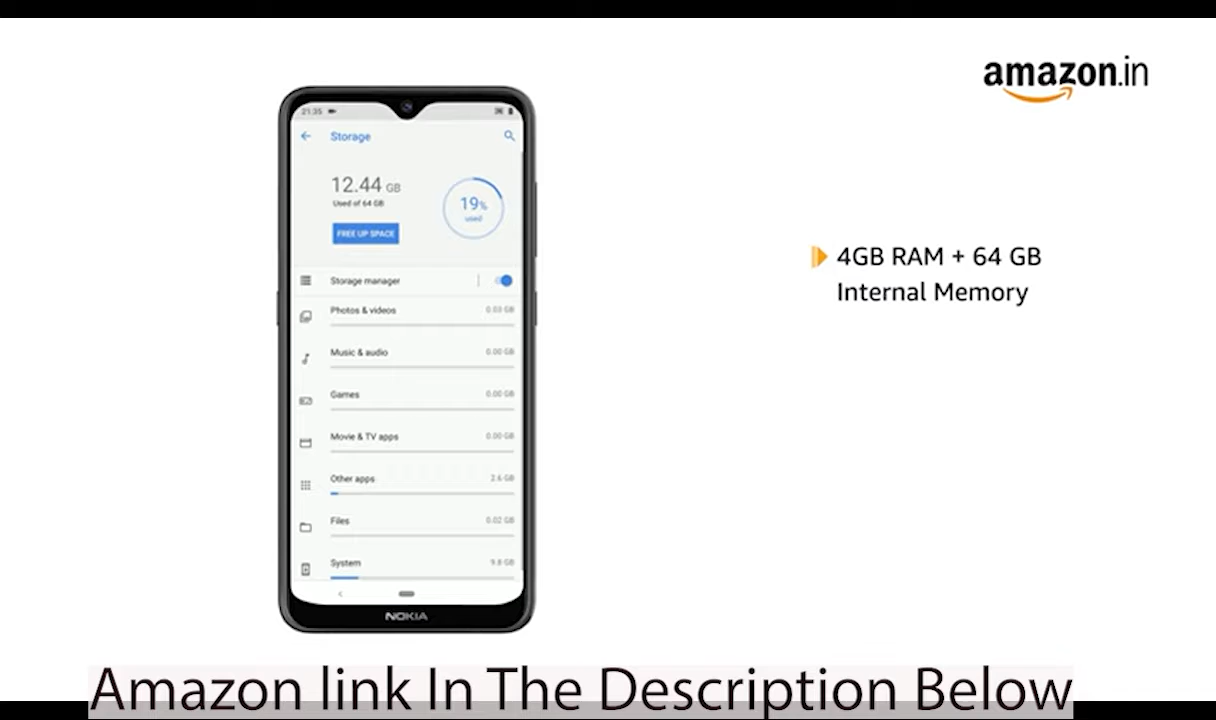 amazon.in
21:35
Storage
12.44 GB
Used of 64 GB
19%
used
FREE UP SPACE
Storage manager
Photos & videos 0.03 GB
Music & audio 0.00 GB
Games 0.00 GB
Movie & TV apps 0.00 GB
Other apps 2.6 GB
Files 0.02 GB
System 9.8 GB
NOKIA
4GB RAM + 64 GB
Internal Memory
Amazon link In The Description Below